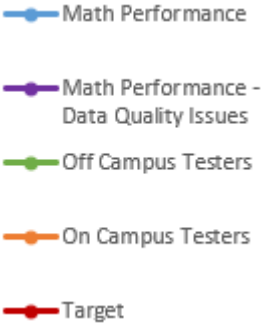 Math Performance
Math Performance -
Data Quality Issues
Off Campus Testers
On Campus Testers
Target